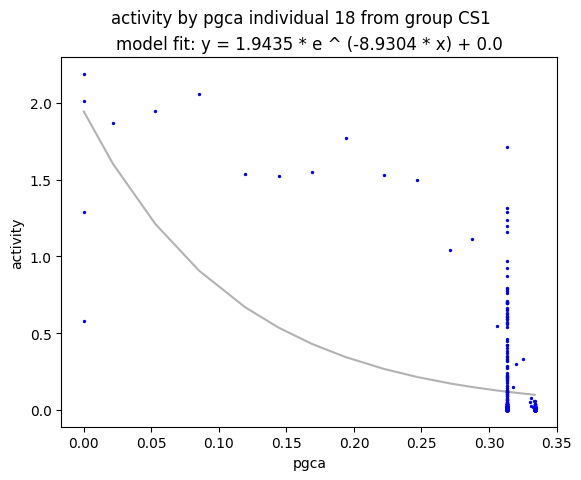 activity by pgca individual 18 from group CS1
model fit: y = 1.9435 * e ^ (-8.9304 * x) + 0.0
2.0
1.5
1.0
0.5
0.0
activity
0.00 0.05 0.10 0.15 0.20 0.25 0.30 0.35
pgca